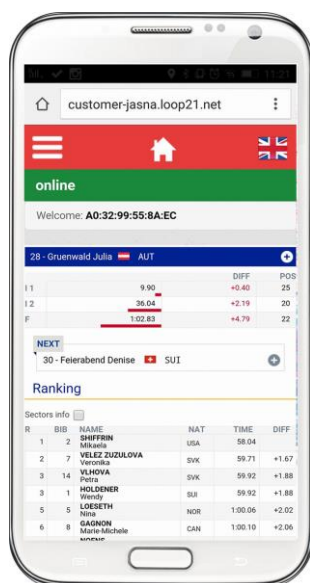 11:21
customer-jasna.loop21.net
online
Welcome: A0:32:99:55:8A:EC
28 - Gruenwald Julia AUT
DIFF POS
I 1 9.90 +0.40 25
I 2 36.04 +2.19 20
F 1:02.83 +4.79 22
NEXT
30 - Feierabend Denise SUI
Ranking
Sectors info
R BIB NAME NAT TIME DIFF
1 2 SHIFFRIN Mikaela USA 58.04
2 7 VELEZ ZUZULOVA Veronika SVK 59.71 +1.67
3 14 VLHOVA Petra SVK 59.92 +1.88
3 1 HOLDENER Wendy SUI 59.92 +1.88
5 5 LOESETH Nina NOR 1:00.06 +2.02
6 8 GAGNON Marie-Michele CAN 1:00.10 +2.06